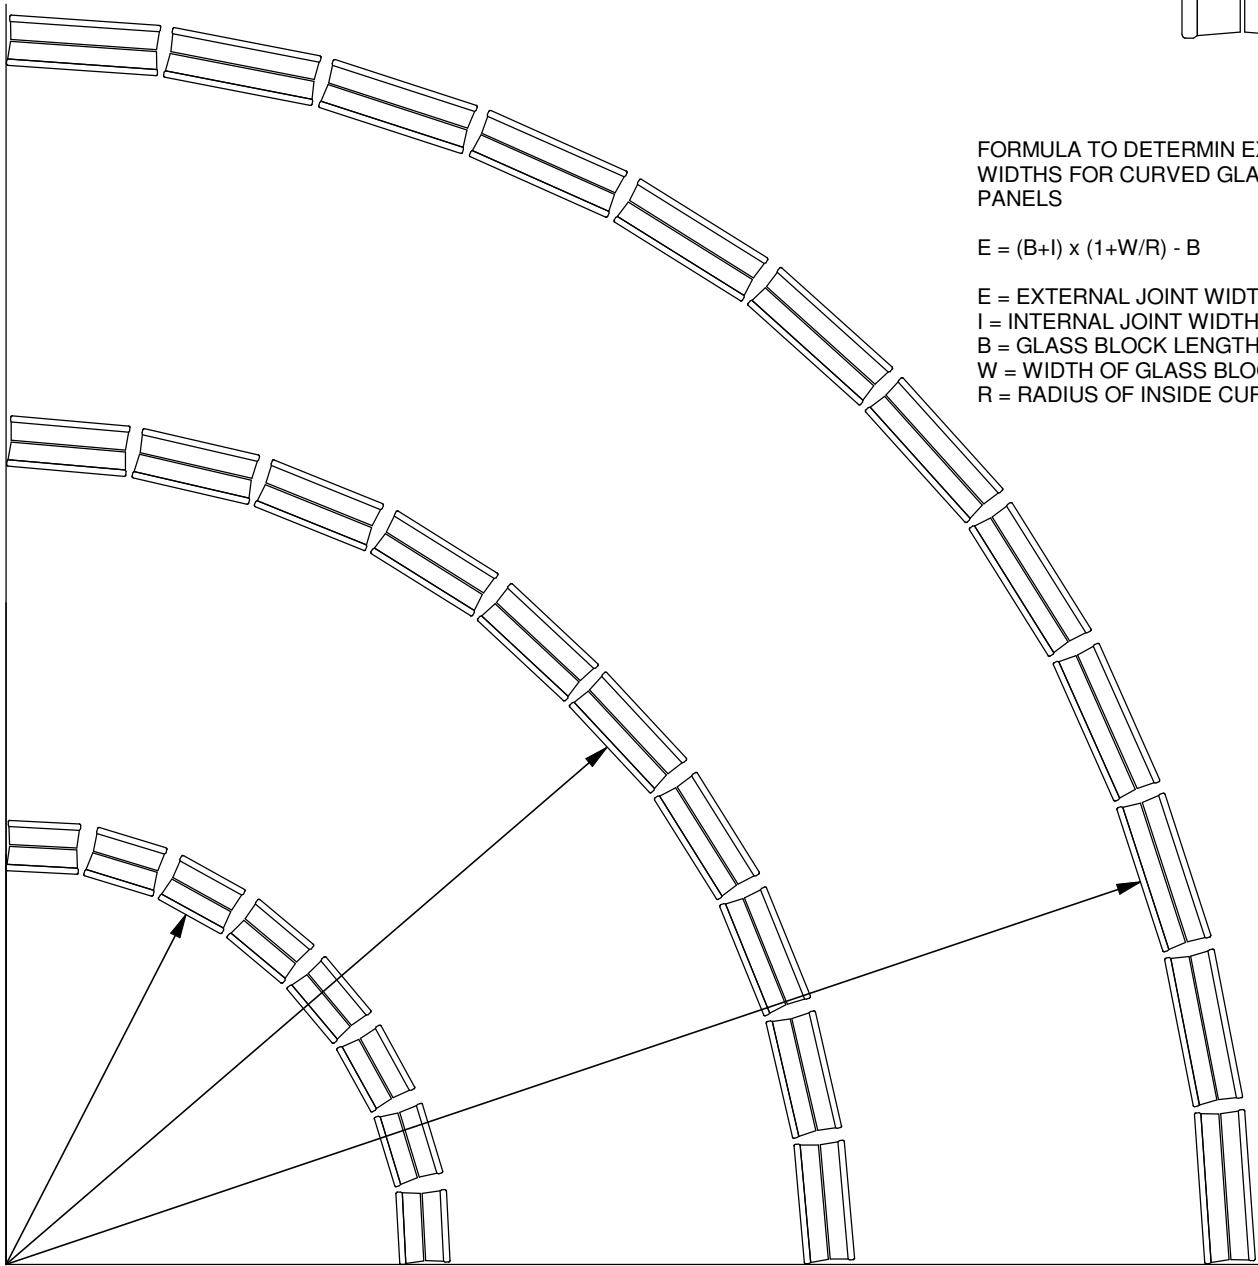 FORMULA TO DETERMIN
WIDTHS FOR CURVED
PANELS
E = (B+I) x (1+W/R) - B
E = EXTERNAL JOINT
I = INTERNAL JOINT WIDTH
B = GLASS BLOCK LENGTH
W = WIDTH OF GLASS
R = RADIUS OF INSIDE